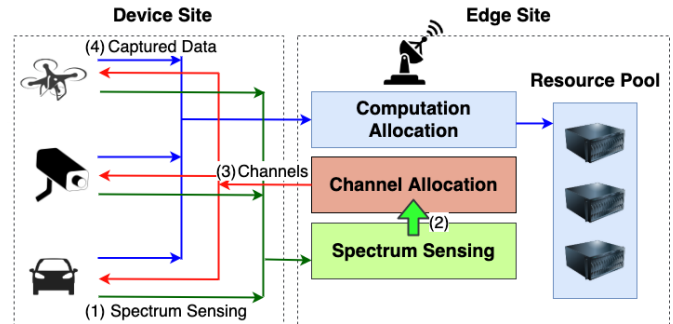 Device Site
Edge Site
(4) Captured Data
Resource Pool
Computation
Allocation
(3) Channels
Channel Allocation
(2)
Spectrum Sensing
(1) Spectrum Sensing